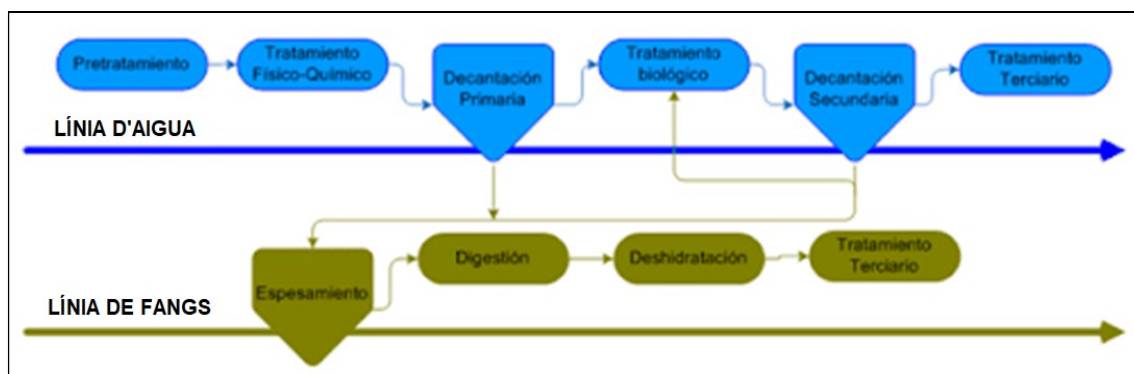 Pretratamiento
Tratamiento
Físico-Químico
Decantación
Primaria
Tratamiento
biológico
Decantación
Secundaria
Tratamiento
Terciario
LÍNIA D'AIGUA
Espesamiento
Digestión
Deshidratación
Tratamiento
Terciario
LÍNIA DE FANGS